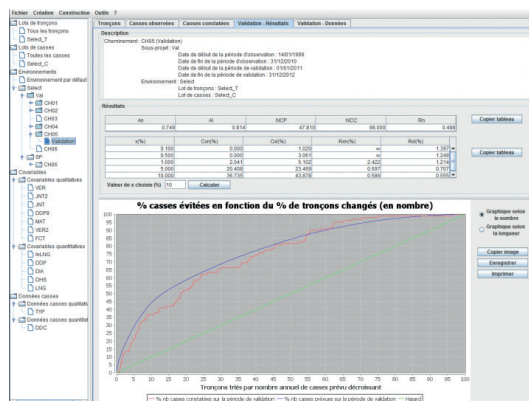 Fichier Création Construction Outils ?
Lots de tronçons
Tous les tronçons
Select_T
Lots de casses
Toutes les casses
Select_C
Environnements
Environnement par défaut
Select
Val
CH01
CH02
CH03
CH04
CH05
Validation
CH06
SP
CH05
Covariables
Covariables qualitatives
VER
JNT2
JNT
DDP8
MAT
VER2
FCT
Covariables quantitatives
lnLNG
DDP
DIA
DHS
LNG
Données casses
Données casses qualitativ
TYP
Données casses quantitat
DDC
Tronçons Casses observées Casses constatées Validation - Résultats Validation - Données
Description
Cheminement : CH05 (Validation)
Sous-projet : Val
Date de début de la période d'observation : 14/01/1999
Date de fin de la période d'observation : 31/12/2010
Date de début de la période de validation : 01/01/2011
Date de fin de la période de validation : 31/12/2012
Environnement : Select
Lot de tronçons : Select_T
Lot de casses : Select_C
Résultats
An Al NCP NCC Rn
0.749 0.814 47.810 98.000 0.488
Copier tableau
x(%) Cxn(%) Cxl(%) Rxn(%) Rxl(%)
0.100 0.000 1.020 ∞ 1.397
0.500 0.000 3.061 ∞ 1.248
1.000 2.041 5.102 2.422 1.214
5.000 20.408 23.469 0.697 0.707
10.000 36.735 43.878 0.586 0.555
Copier tableau
Valeur de x choisie (%) 10 Calculer
% casses évitées en fonction du % de tronçons changés (en nombre)
100
95
90
85
80
75
70
65
60
55
50
45
40
35
30
25
20
15
10
5
0
0 5 10 15 20 25 30 35 40 45 50 55 60 65 70 75 80 85 90 95 100
Tronçons triés par nombre annuel de casses prévu décroissant
% nb casses constatées sur la période de validation % nb casses prévues sur la période de validation Hasard
Graphique selon
le nombre
Graphique selon
la longueur
Copier image
Enregistrer
Imprimer